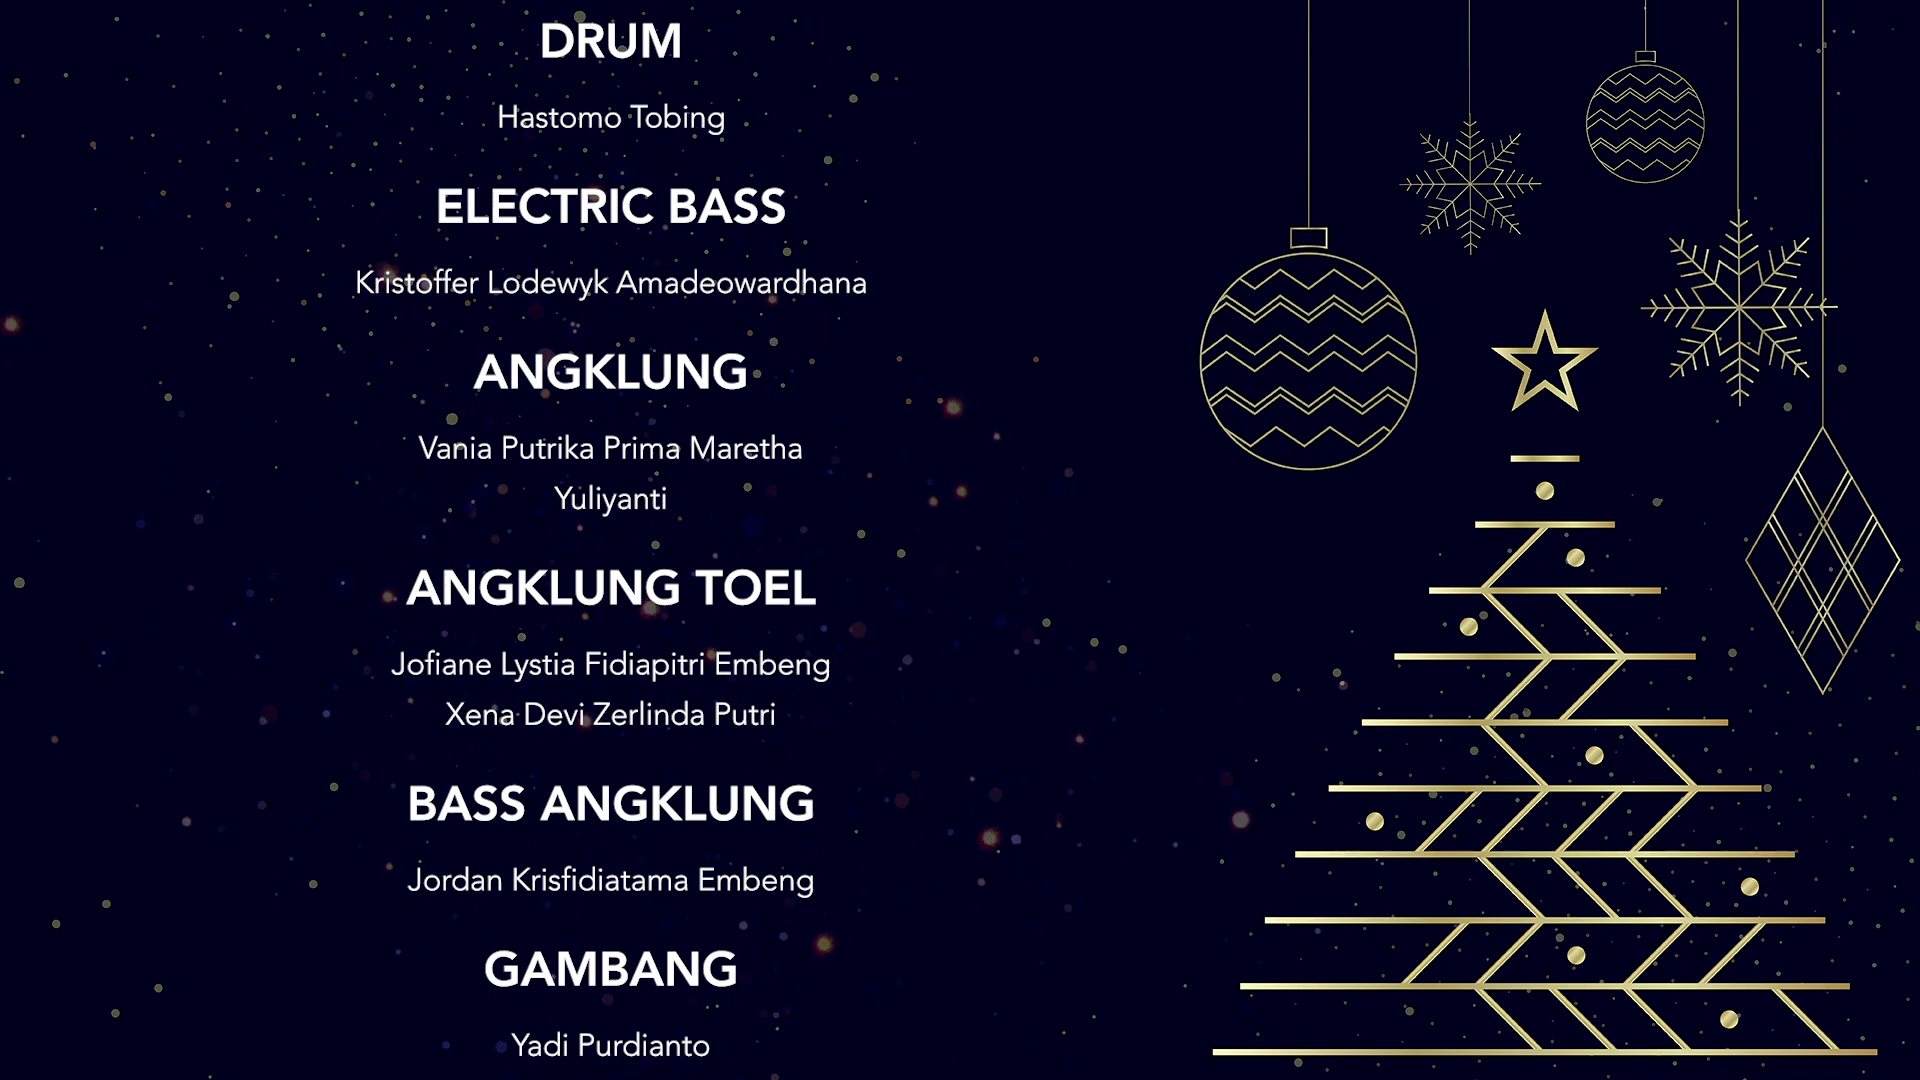 DRUM
Hastomo Tobing
ELECTRIC BASS
Kristoffer Lodewyk Amadeowardhana
ANGKLUNG
Vania Putrika Prima Maretha
Yuliyanti
ANGKLUNG TOEL
Jofiane Lystia Fidiapitri Embeng
Xena Devi Zerlinda Putri
BASS ANGKLUNG
Jordan Krisfidiatama Embeng
GAMBANG
Yadi Purdianto